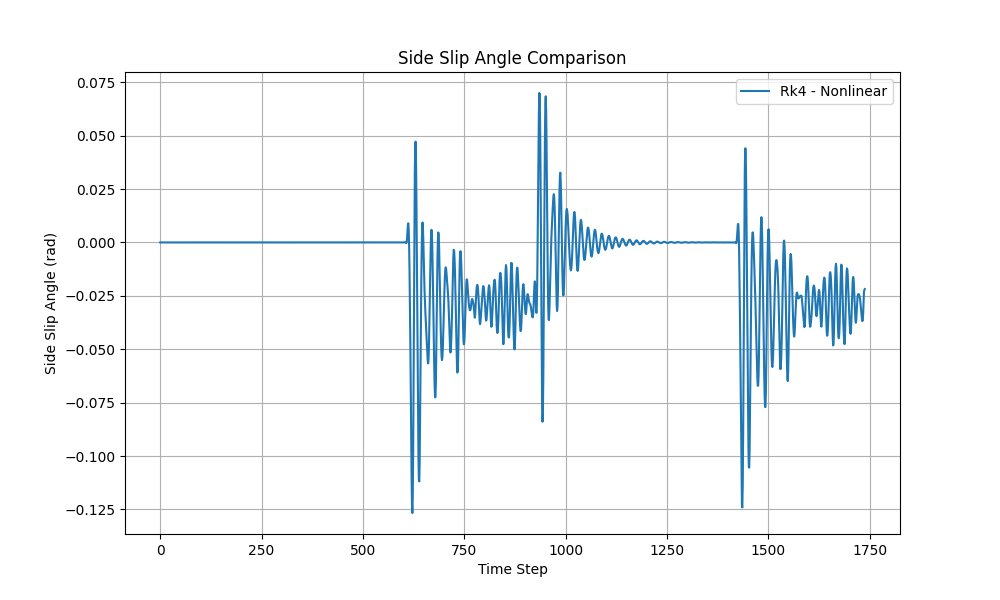 Side Slip Angle Comparison
Rk4 - Nonlinear
Side Slip Angle (rad)
0.075
0.050
0.025
0.000
−0.025
−0.050
−0.075
−0.100
−0.125
0 250 500 750 1000 1250 1500 1750
Time Step